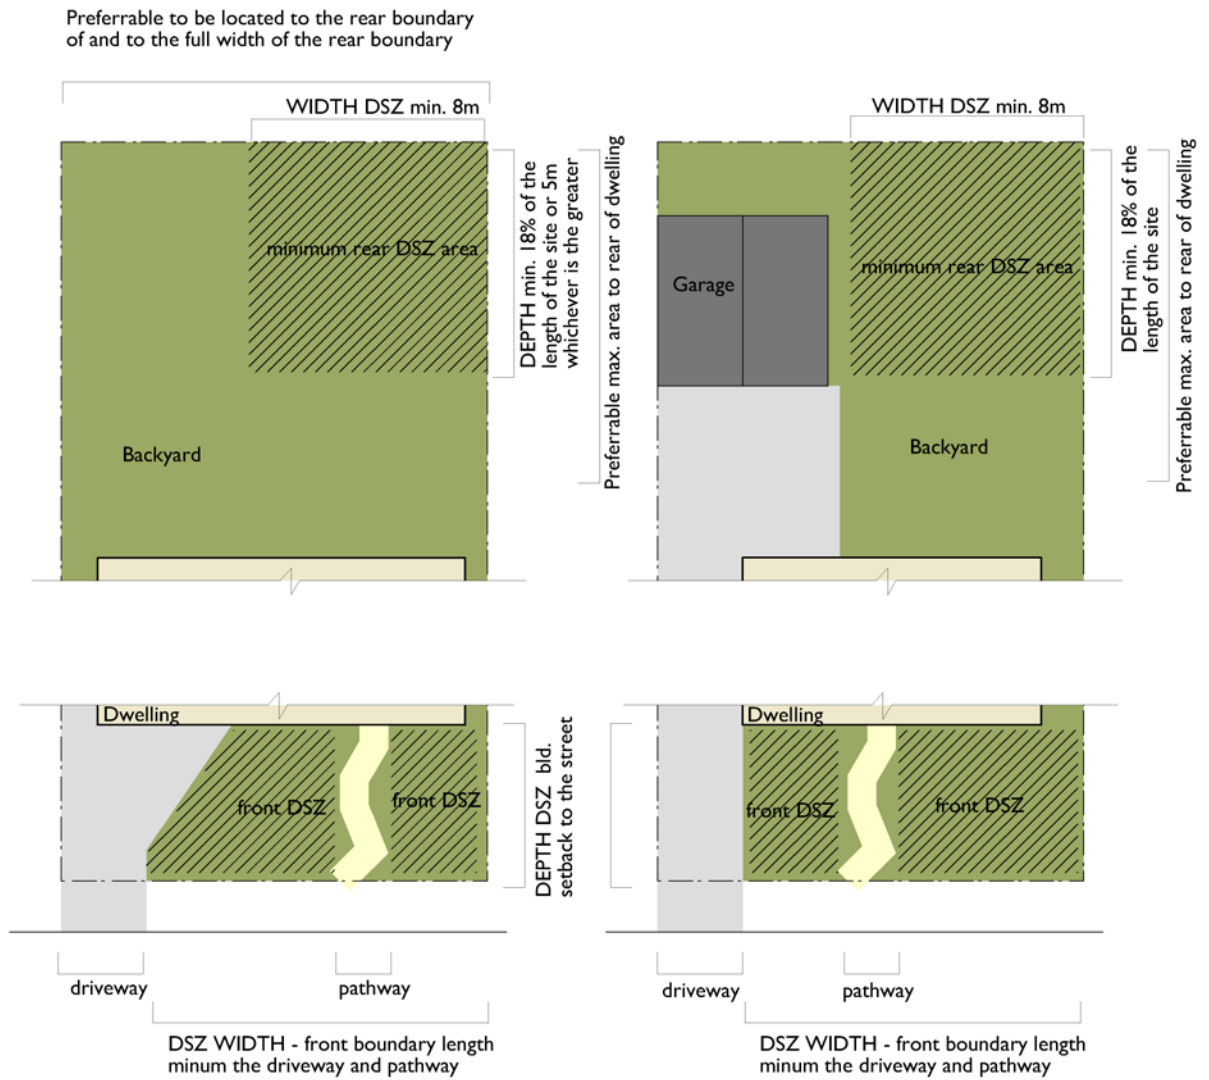 Preferrable to be located to the rear boundary
of and to the full width of the rear boundary
WIDTH DSZ min. 8m
minimum rear DSZ area
DEPTH min. 18% of the
length of the site or 5m
whichever is the greater
Preferrable max. area to rear of dwelling
Backyard
WIDTH DSZ min. 8m
Garage
minimum rear DSZ area
DEPTH min. 18% of the
length of the site
Preferrable max. area to rear of dwelling
Backyard
Dwelling
front DSZ
front DSZ
DEPTH DSZ bld.
setback to the street
driveway
pathway
DSZ WIDTH - front boundary length
minum the driveway and pathway
Dwelling
front DSZ
front DSZ
driveway
pathway
DSZ WIDTH - front boundary length
minum the driveway and pathway